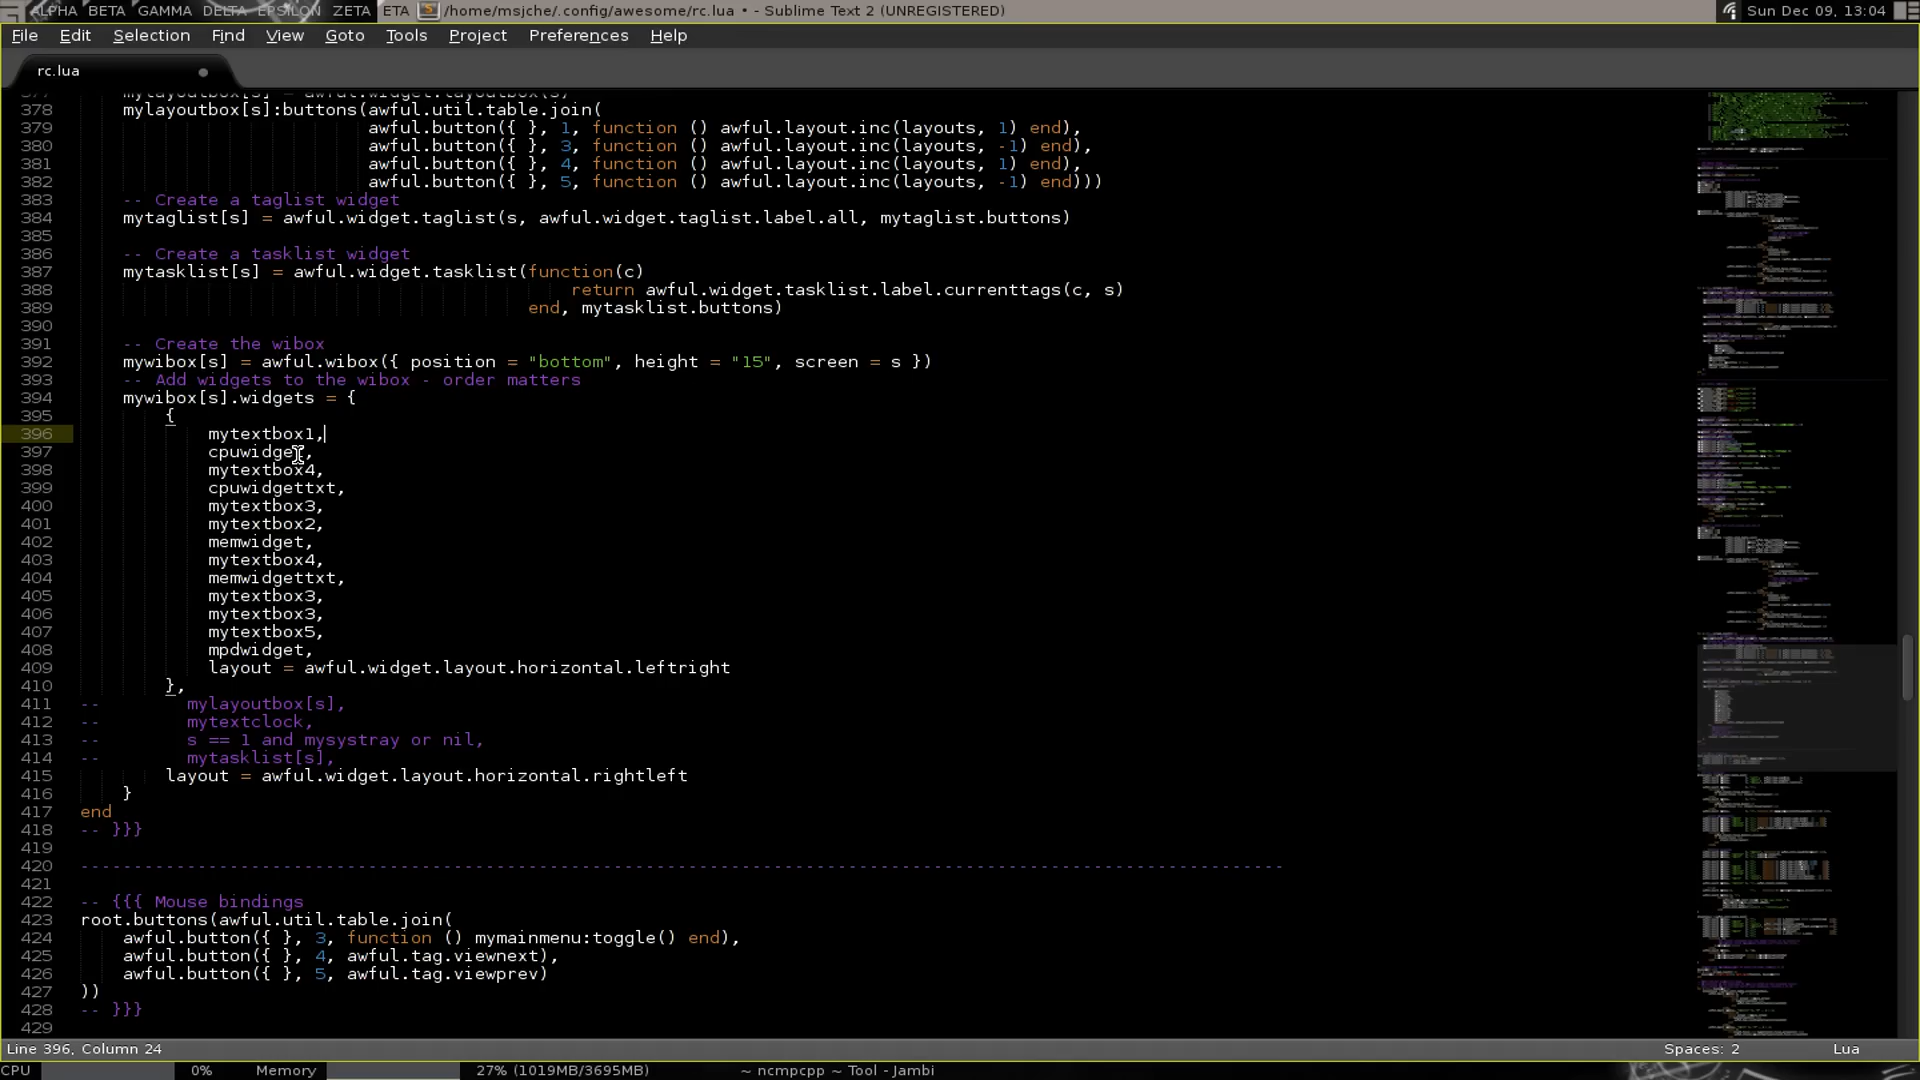 ALPHA BETA GAMMA DELTA EPSILON ZETA ETA /home/msjche/.config/awesome/rc.lua • - Sublime Text 2 (UNREGISTERED) Sun Dec 09, 13:04
File Edit Selection Find View Goto Tools Project Preferences Help
rc.lua
378 mylayoutbox[s]:buttons(awful.util.table.join(
379 awful.button({ }, 1, function () awful.layout.inc(layouts, 1) end),
380 awful.button({ }, 3, function () awful.layout.inc(layouts, -1) end),
381 awful.button({ }, 4, function () awful.layout.inc(layouts, 1) end),
382 awful.button({ }, 5, function () awful.layout.inc(layouts, -1) end)))
383 -- Create a taglist widget
384 mytaglist[s] = awful.widget.taglist(s, awful.widget.taglist.label.all, mytaglist.buttons)
385
386 -- Create a tasklist widget
387 mytasklist[s] = awful.widget.tasklist(function(c)
388 return awful.widget.tasklist.label.currenttags(c, s)
389 end, mytasklist.buttons)
390
391 -- Create the wibox
392 mywibox[s] = awful.wibox({ position = "bottom", height = "15", screen = s })
393 -- Add widgets to the wibox - order matters
394 mywibox[s].widgets = {
395 {
396 mytextbox1,
397 cpuwidget,
398 mytextbox4,
399 cpuwidgettxt,
400 mytextbox3,
401 mytextbox2,
402 memwidget,
403 mytextbox4,
404 memwidgettxt,
405 mytextbox3,
406 mytextbox3,
407 mytextbox5,
408 mpdwidget,
409 layout = awful.widget.layout.horizontal.leftright
410 },
411 -- mylayoutbox[s],
412 -- mytextclock,
413 -- s == 1 and mysystray or nil,
414 -- mytasklist[s],
415 layout = awful.widget.layout.horizontal.rightleft
416 }
417 end
418 -- }}}
419
420 -----------------------------------------------------------------------------------------------------------------
421
422 -- {{{ Mouse bindings
423 root.buttons(awful.util.table.join(
424 awful.button({ }, 3, function () mymainmenu:toggle() end),
425 awful.button({ }, 4, awful.tag.viewnext),
426 awful.button({ }, 5, awful.tag.viewprev)
427 ))
428 -- }}}
429
Line 396, Column 24 Spaces: 2 Lua
CPU 0% Memory 27% (1019MB/3695MB) ~ ncmpcpp ~ Tool - Jambi